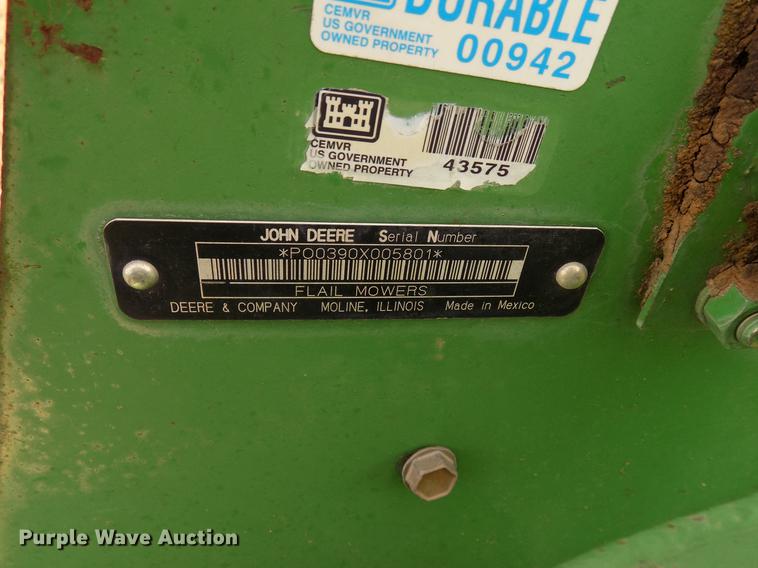 DURABLE
CEMVR
US GOVERNMENT
OWNED PROPERTY
00942
CEMVR
US GOVERNMENT
OWNED PROPERTY
43575
JOHN DEERE Serial Number
*PO0390X005801*
FLAIL MOWERS
DEERE & COMPANY MOLINE, ILLINOIS Made in Mexico
Purple Wave Auction